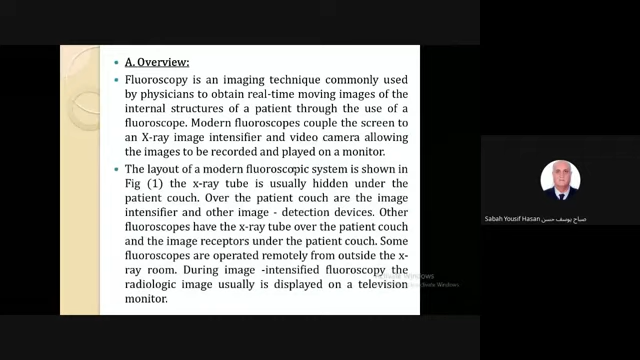 A. Overview:
Fluoroscopy is an imaging technique commonly used
by physicians to obtain real-time moving images of the
internal structures of a patient through the use of a
fluoroscope. Modern fluoroscopes couple the screen to
an X-ray image intensifier and video camera allowing
the images to be recorded and played on a monitor.
The layout of a modern fluoroscopic system is shown in
Fig (1) the x-ray tube is usually hidden under the
patient couch. Over the patient couch are the image
intensifier and other image - detection devices. Other
fluoroscopes have the x-ray tube over the patient couch
and the image receptors under the patient couch. Some
fluoroscopes are operated remotely from outside the x-
ray room. During image -intensified fluoroscopy the
radiologic image usually is displayed on a television
monitor.
Sabah Yousif Hasan صباح يوسف حسن
Windows
Windows